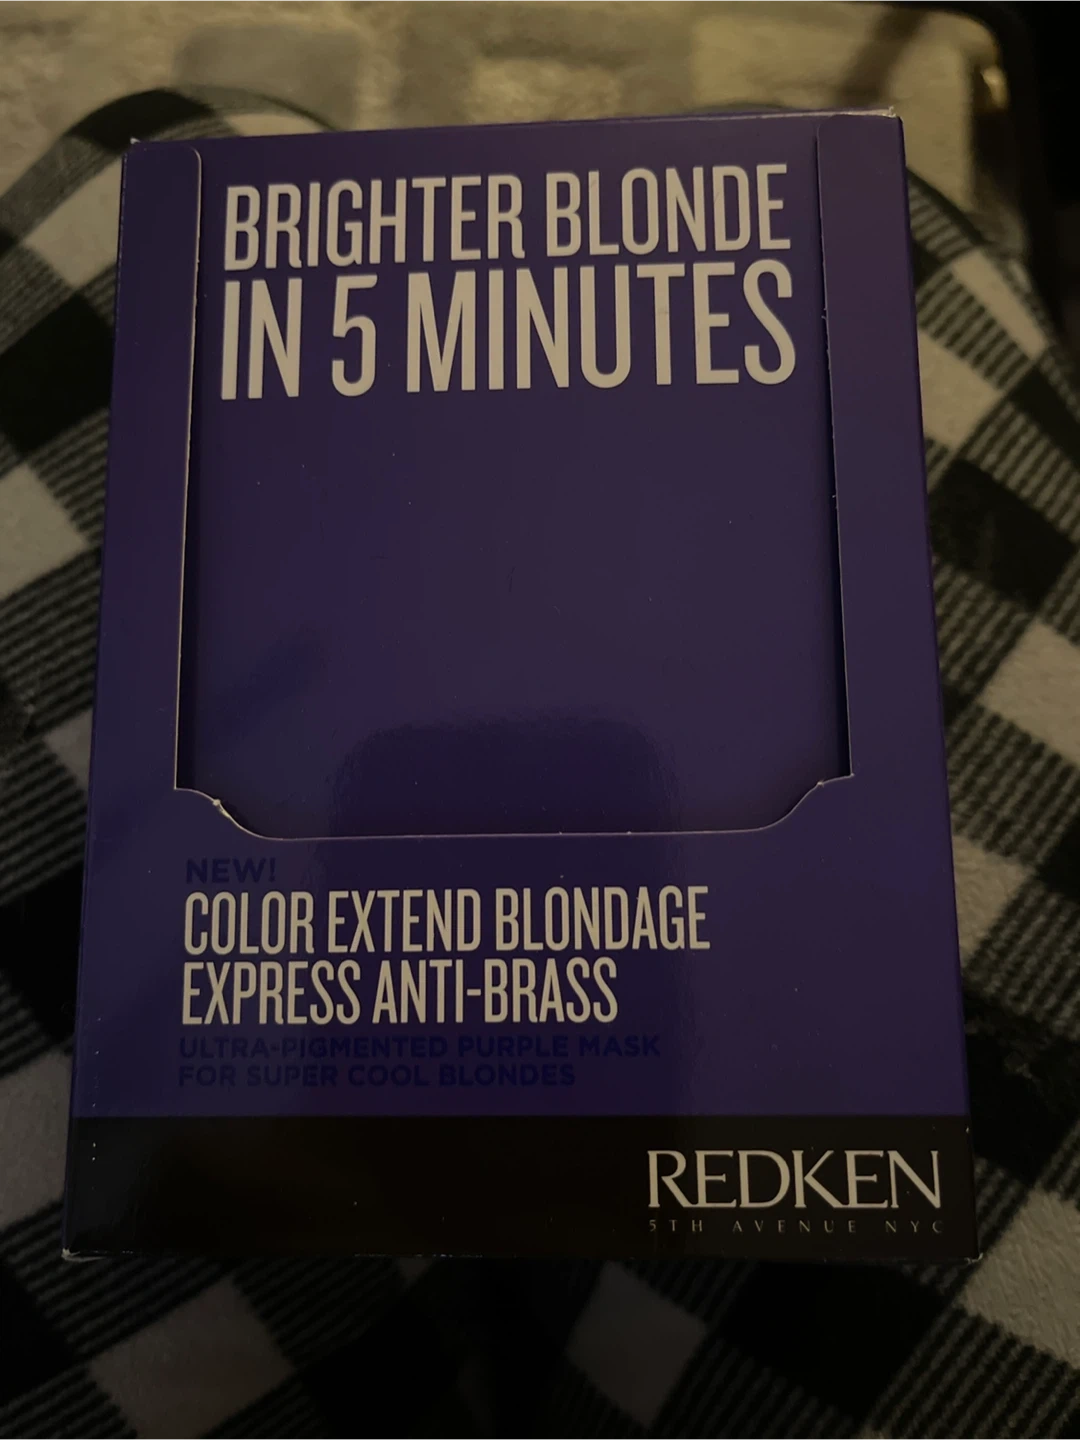 BRIGHTER BLONDE
IN 5 MINUTES
NEW!
COLOR EXTEND BLONDAGE
EXPRESS ANTI-BRASS
ULTRA-PIGMENTED PURPLE MASK
FOR SUPER COOL BLONDES
REDKEN
5TH AVENUE NYC